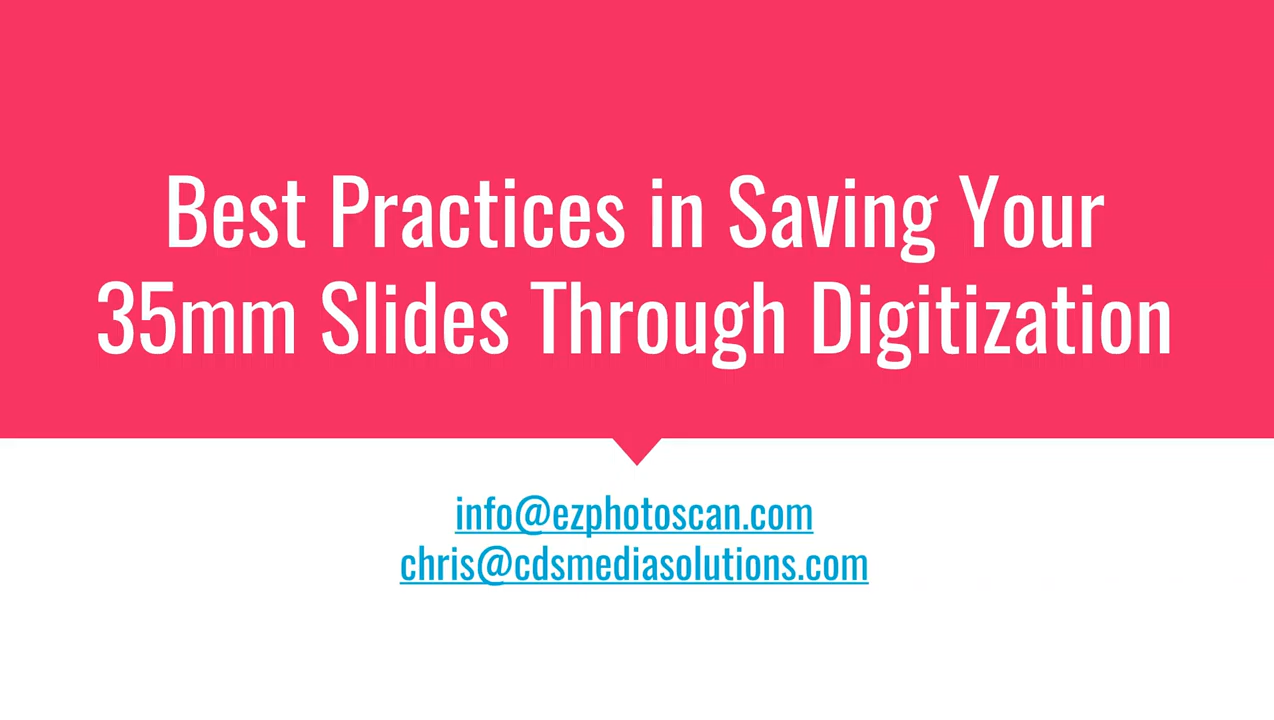 Best Practices in Saving Your
35mm Slides Through Digitization
info@ezphotoscan.com
chris@cdsmediasolutions.com